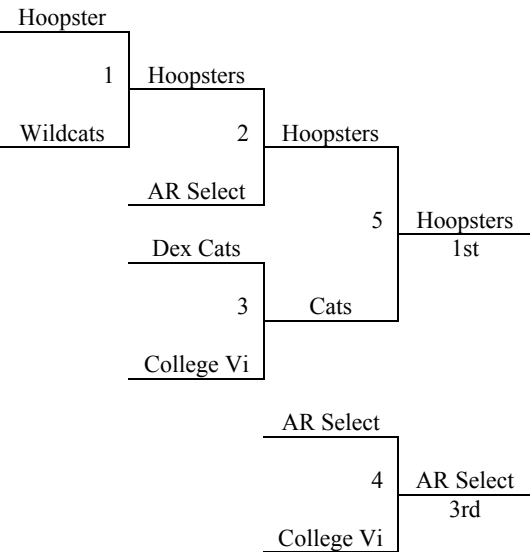 Hoopster
1 Hoopsters
Wildcats 2 Hoopsters
AR Select
5 Hoopsters
Dex Cats 1st
3 Cats
College Vi
AR Select
4 AR Select
3rd
College Vi